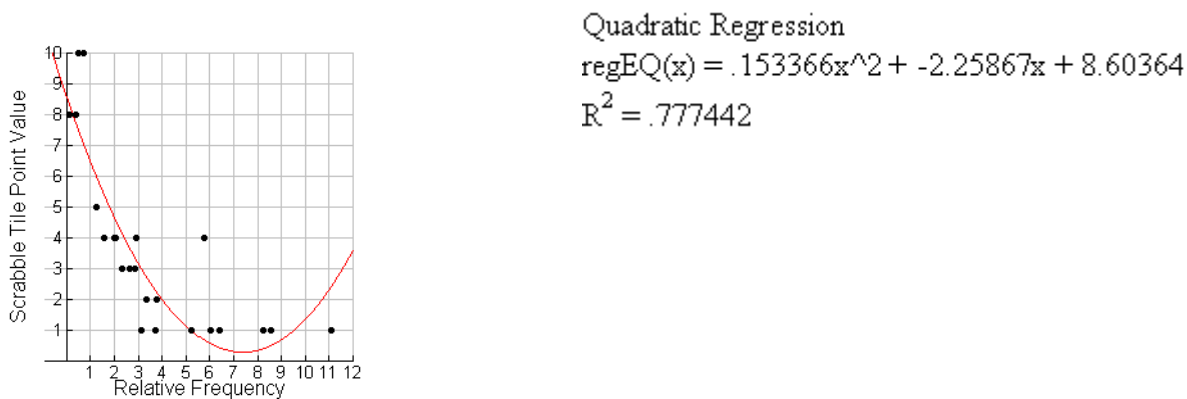 Quadratic Regression
regEQ(x) = .153366x^2 + -2.25867x + 8.60364
R² = .777442
Scrabble Tile Point Value
10
9
8
7
6
5
4
3
2
1
1 2 3 4 5 6 7 8 9 10 11 12
Relative Frequency